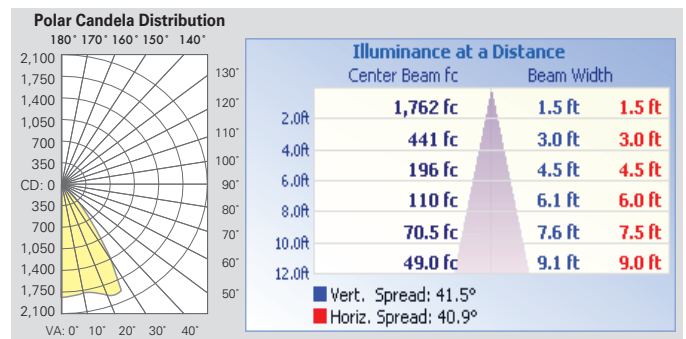 Polar Candela Distribution
180° 170° 160° 150° 140°
2,100
1,750
1,400
1,050
700
350
CD: 0
350
700
1,050
1,400
1,750
2,100
130°
120°
110°
100°
90°
80°
70°
60°
50°
VA: 0° 10° 20° 30° 40°
Illuminance at a Distance
Center Beam fc Beam Width
2.0ft 1,762 fc 1.5 ft 1.5 ft
4.0ft 441 fc 3.0 ft 3.0 ft
6.0ft 196 fc 4.5 ft 4.5 ft
8.0ft 110 fc 6.1 ft 6.0 ft
10.0ft 70.5 fc 7.6 ft 7.5 ft
12.0ft 49.0 fc 9.1 ft 9.0 ft
Vert. Spread: 41.5°
Horiz. Spread: 40.9°